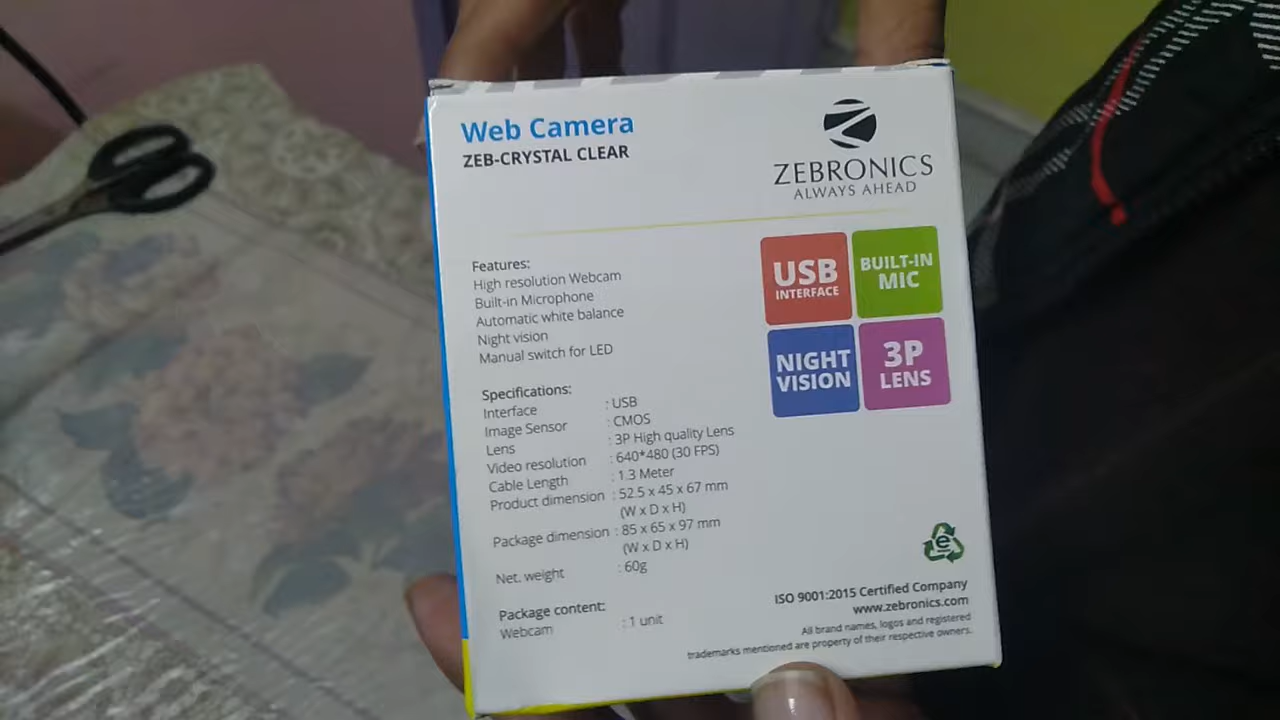 Web Camera
ZEB-CRYSTAL CLEAR
ZEBRONICS
ALWAYS AHEAD
Features:
High resolution Webcam
Built-in Microphone
Automatic white balance
Night vision
Manual switch for LED
USB
INTERFACE
BUILT-IN
MIC
NIGHT
VISION
3P
LENS
Specifications:
Interface : USB
Image Sensor : CMOS
Lens : 3P High quality Lens
Video resolution : 640*480 (30 FPS)
Cable Length : 1.3 Meter
Product dimension : 52.5 x 45 x 67 mm
(W x D x H)
Package dimension : 85 x 65 x 97 mm
(W x D x H)
Net. weight : 60g
Package content:
Webcam : 1 unit
e
ISO 9001:2015 Certified Company
www.zebronics.com
All brand names, logos and registered
trademarks mentioned are property of their respective owners.